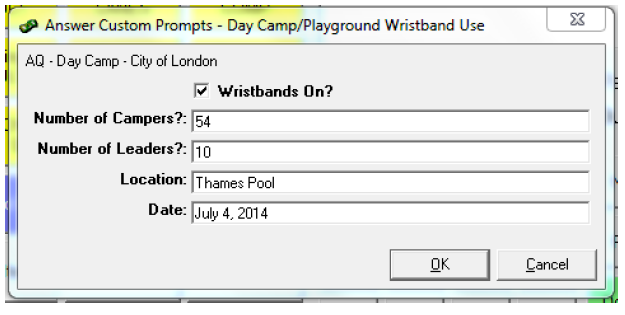 Answer Custom Prompts - Day Camp/Playground Wristband Use
AQ - Day Camp - City of London
Wristbands On?
Number of Campers?: 54
Number of Leaders?: 10
Location: Thames Pool
Date: July 4, 2014
OK Cancel